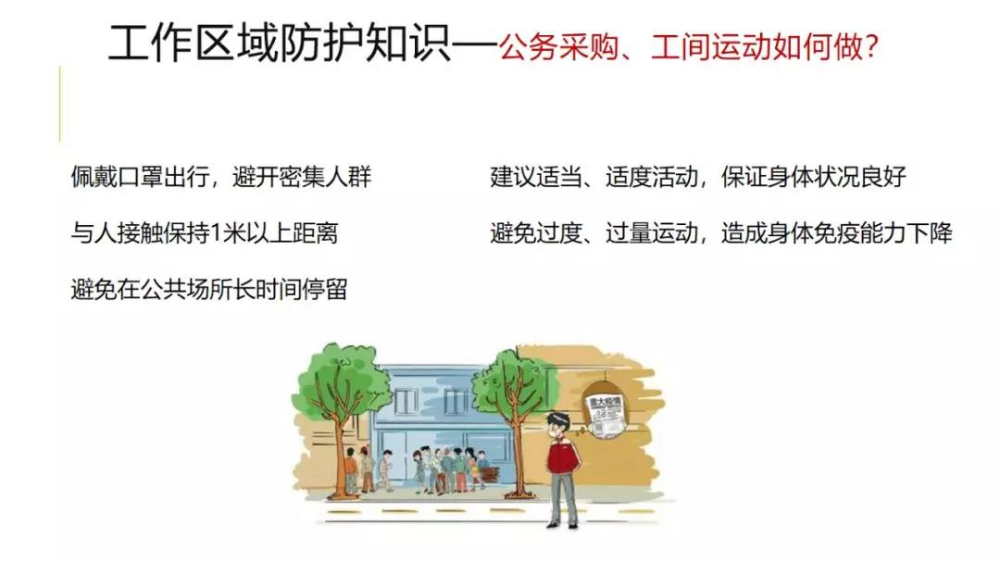 工作区域防护知识—公务采购、工间运动如何做?
佩戴口罩出行，避开密集人群
与人接触保持1米以上距离
避免在公共场所长时间停留
建议适当、适度活动，保证身体状况良好
避免过度、过量运动，造成身体免疫能力下降
重大疫情